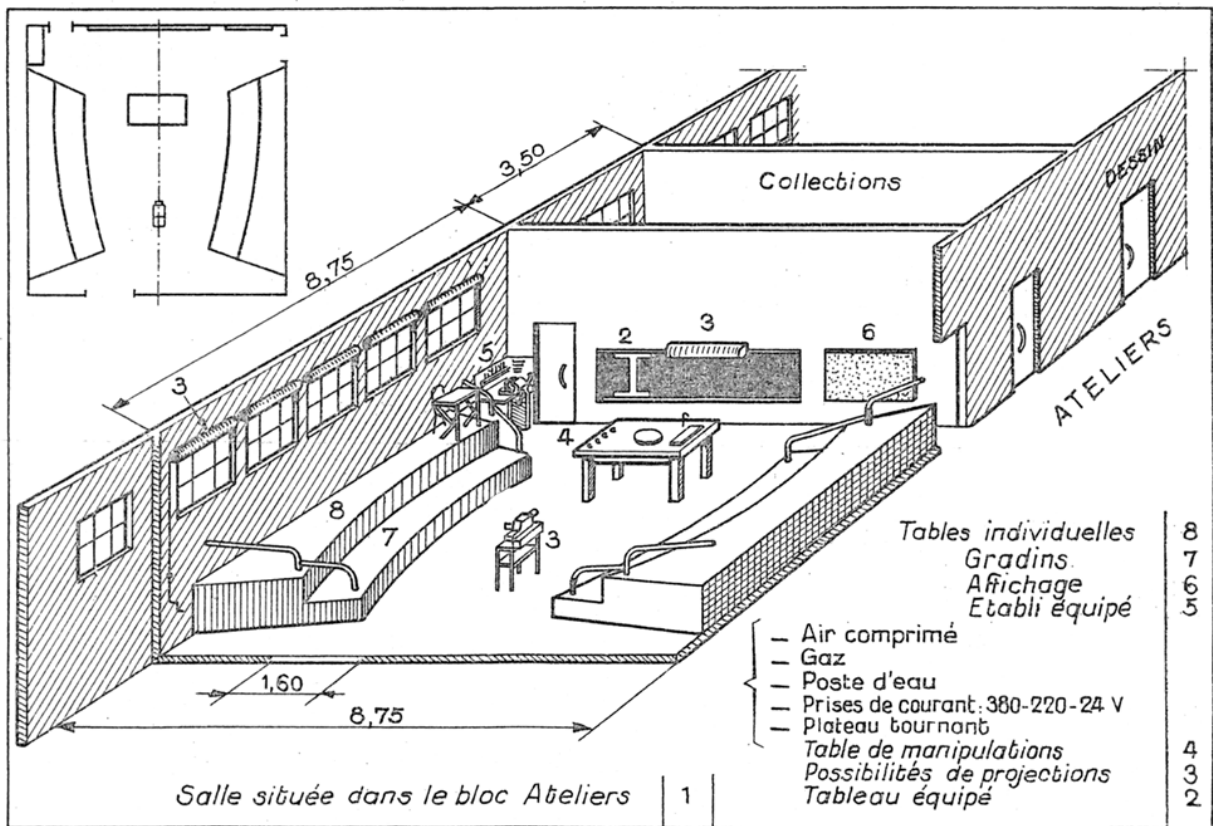 3,50
Collections
DESSIN
8,75
ATELIERS
3
2
3
6
5
4
8
7
3
Tables individuelles 8
Gradins 7
Affichage 6
Etabli équipé 5
– Air comprimé
– Gaz
– Poste d'eau
– Prises de courant: 380-220-24 V
– Plateau tournant
Table de manipulations 4
Possibilités de projections 3
Tableau équipé 2
1,60
8,75
Salle située dans le bloc Ateliers 1